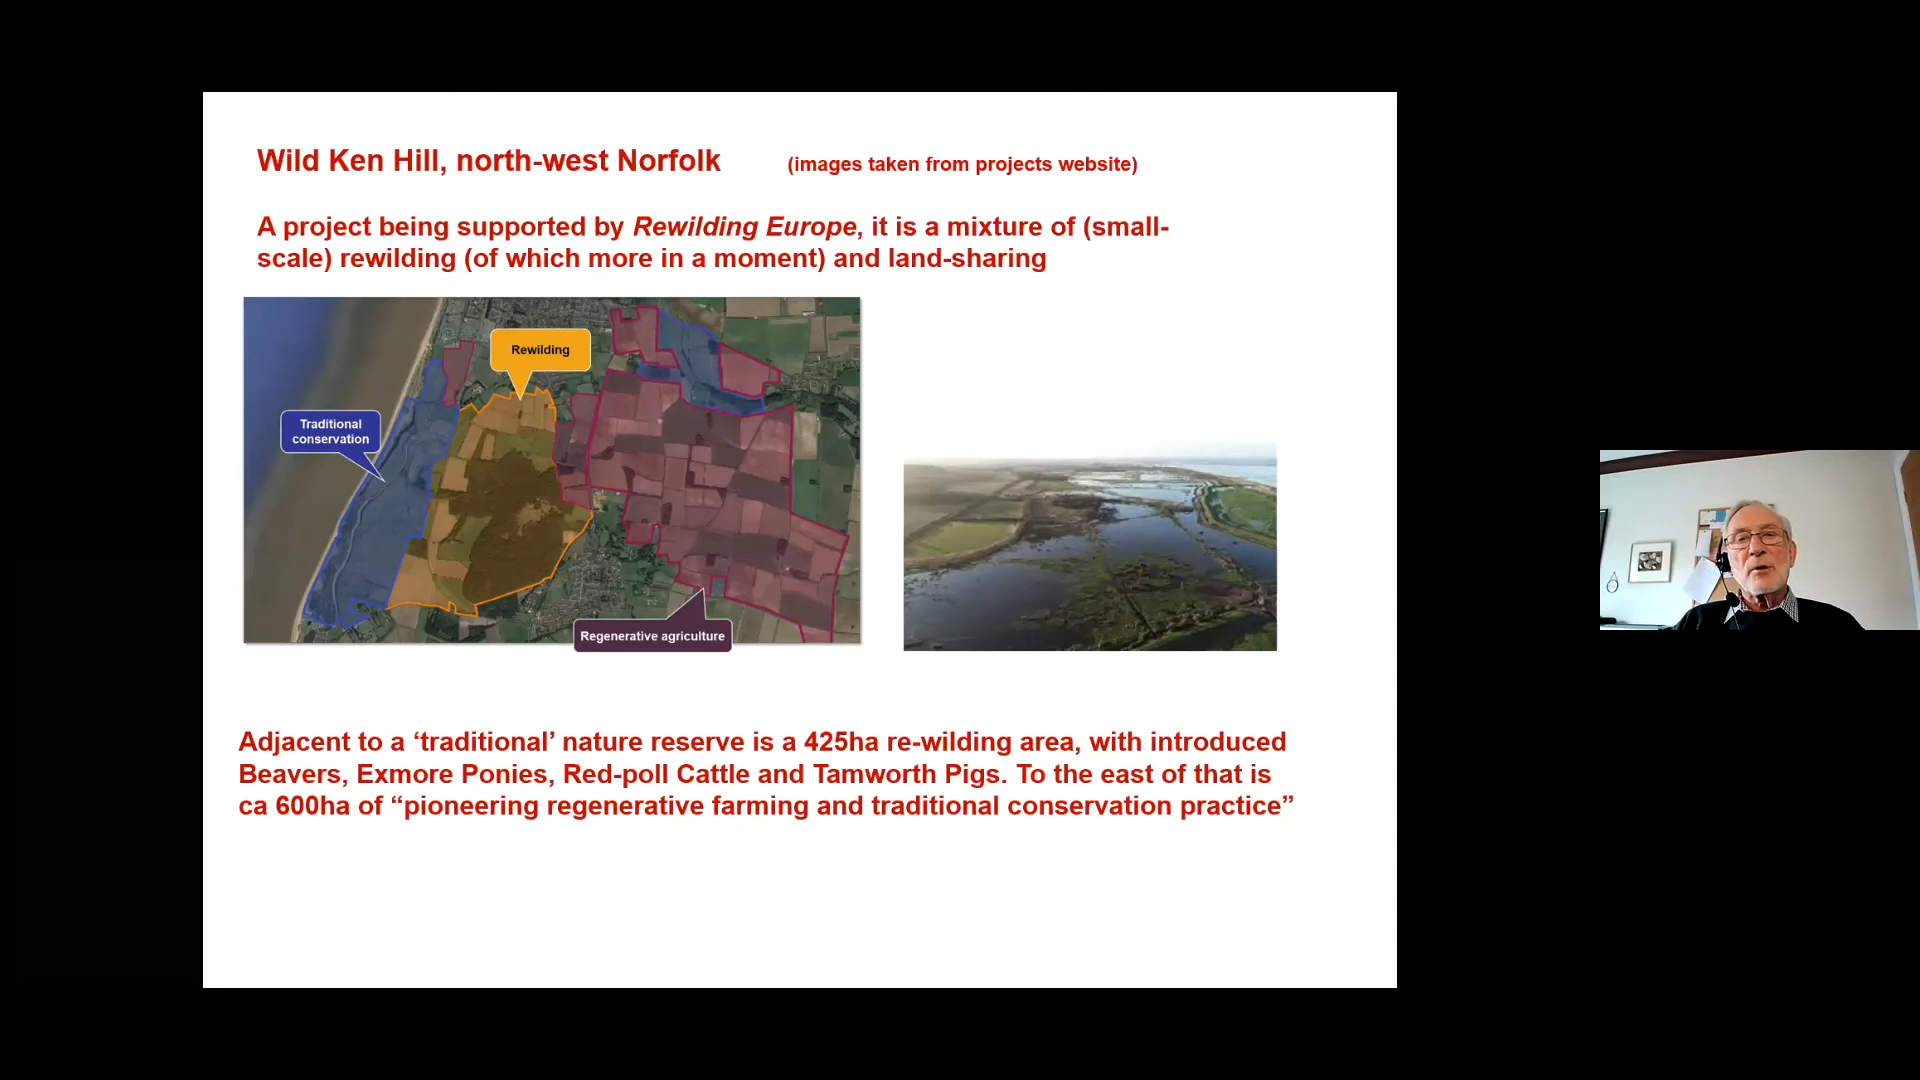 Wild Ken Hill, north-west Norfolk (images taken from projects website)
A project being supported by Rewilding Europe, it is a mixture of (small-
scale) rewilding (of which more in a moment) and land-sharing
Rewilding
Traditional
conservation
Regenerative agriculture
Adjacent to a ‘traditional’ nature reserve is a 425ha re-wilding area, with introduced
Beavers, Exmore Ponies, Red-poll Cattle and Tamworth Pigs. To the east of that is
ca 600ha of “pioneering regenerative farming and traditional conservation practice”